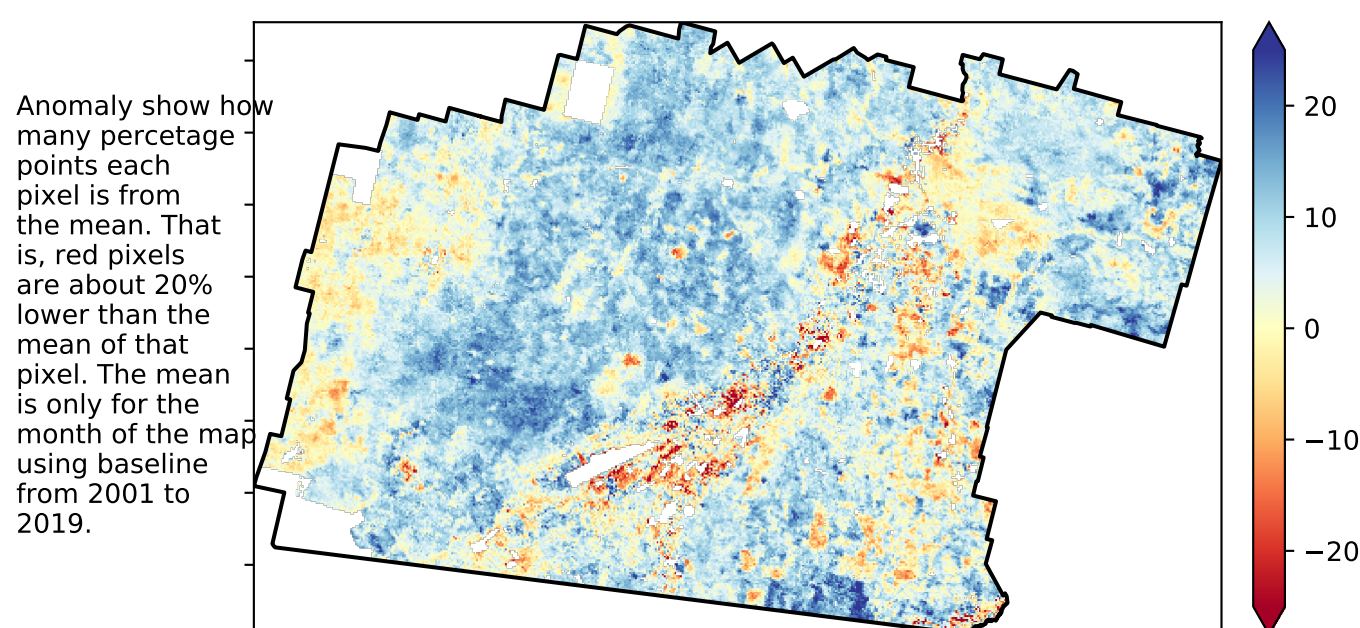 Anomaly show how
many percetage
points each
pixel is from
the mean. That
is, red pixels
are about 20%
lower than the
mean of that
pixel. The mean
is only for the
month of the map
using baseline
from 2001 to
2019.
20
10
0
−10
−20